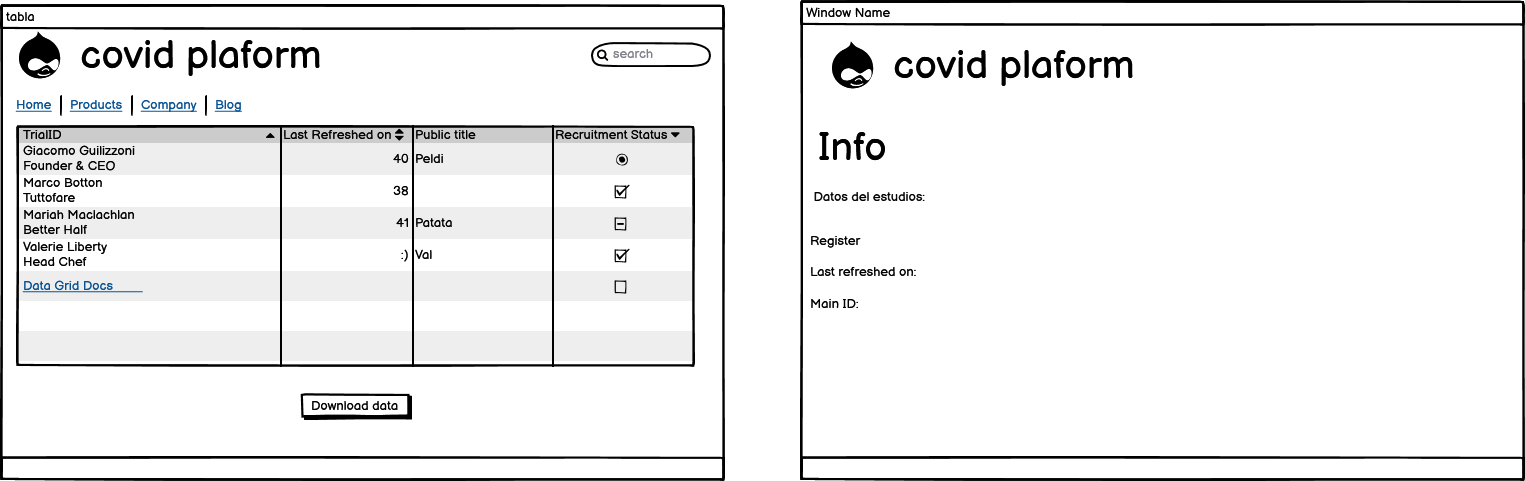 tabla
covid plaform
search
Home Products Company Blog
TrialID Last Refreshed on Public title Recruitment Status
Giacomo Guilizzoni
Founder & CEO
40 Peldi
Marco Botton
Tuttofare
38
Mariah Maclachlan
Better Half
41 Patata
Valerie Liberty
Head Chef
:) Val
Data Grid Docs
Download data
Window Name
covid plaform
Info
Datos del estudios:
Register
Last refreshed on:
Main ID: